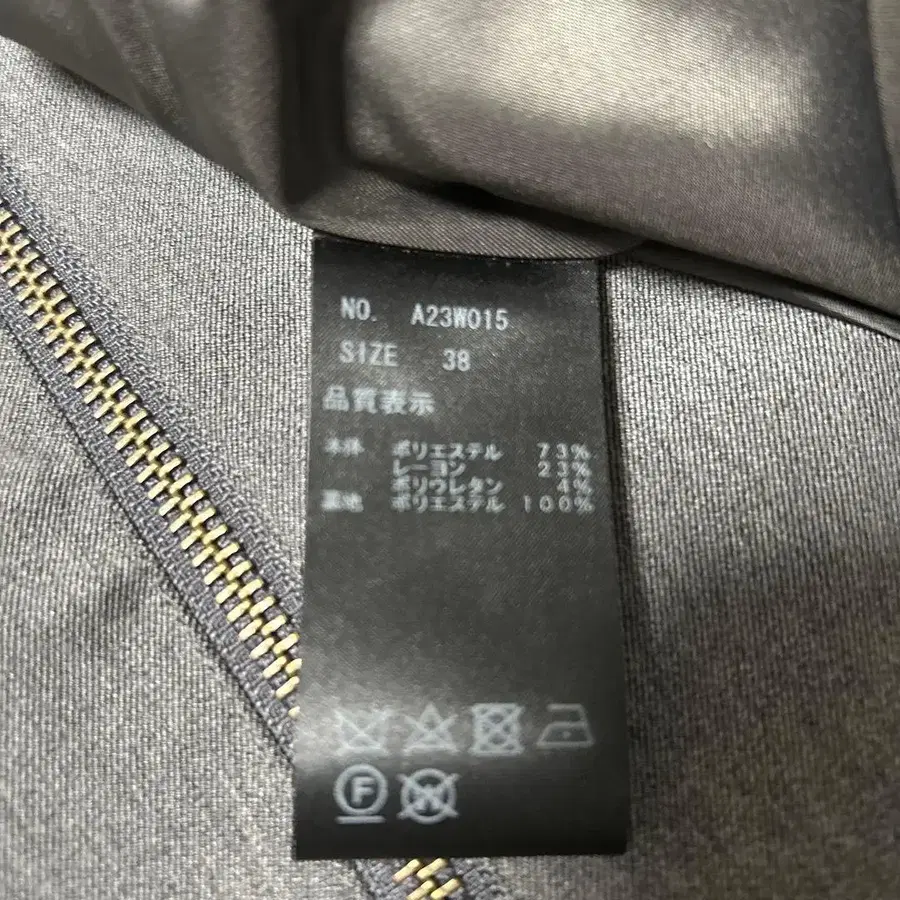 NO. A23W015
SIZE 38
品質表示
本体 ポリエステル 73%
レーヨン 23%
ポリウレタン 4%
裏地 ポリエステル 100%
F
W